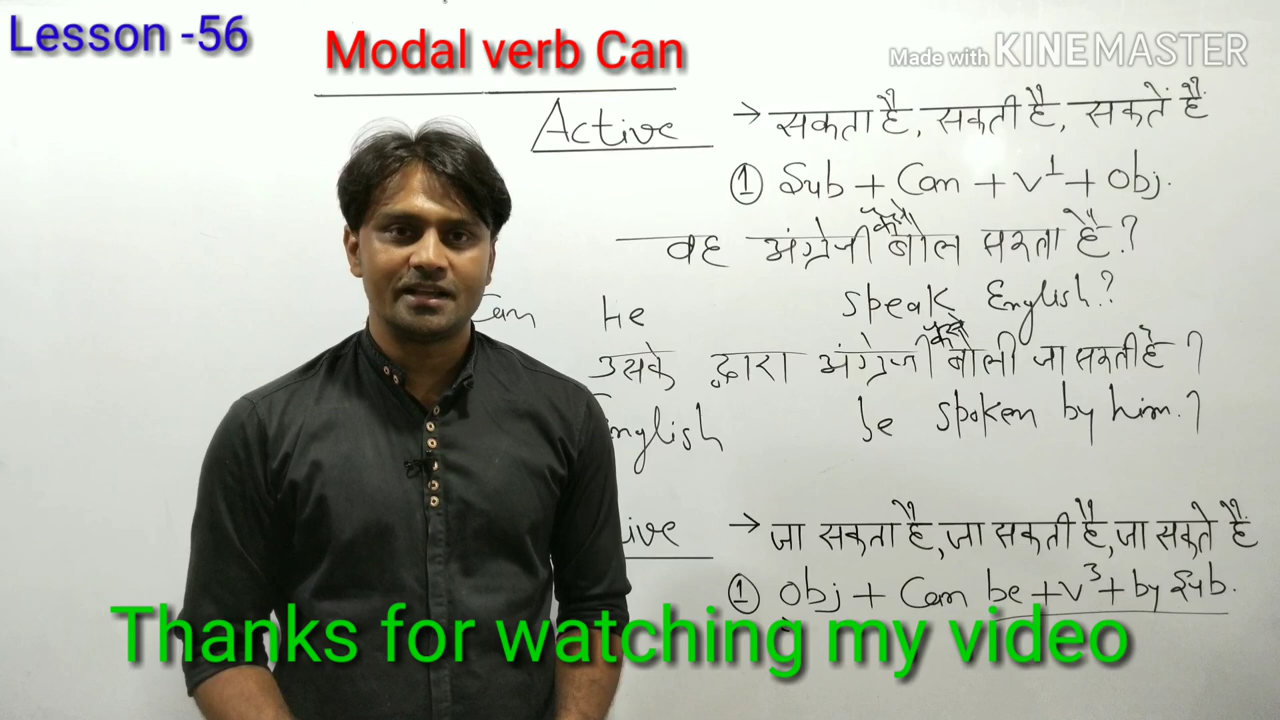 Lesson -56
Modal verb Can
Made with KINEMASTER
Active → सकता है, सकती है, सकतें हैं
① Sub + Can + V¹ + Obj.
वह अंग्रेजी कैसे बोल सकता है?
Can He speak English?
उसके द्वारा अंग्रेजी कैसे बोली जा सकती है ?
English be spoken by him. ?
ive → जा सकता है, जा सकती है, जा सकते हैं
① Obj + Can be + V³ + by Sub.
Thanks for watching my video